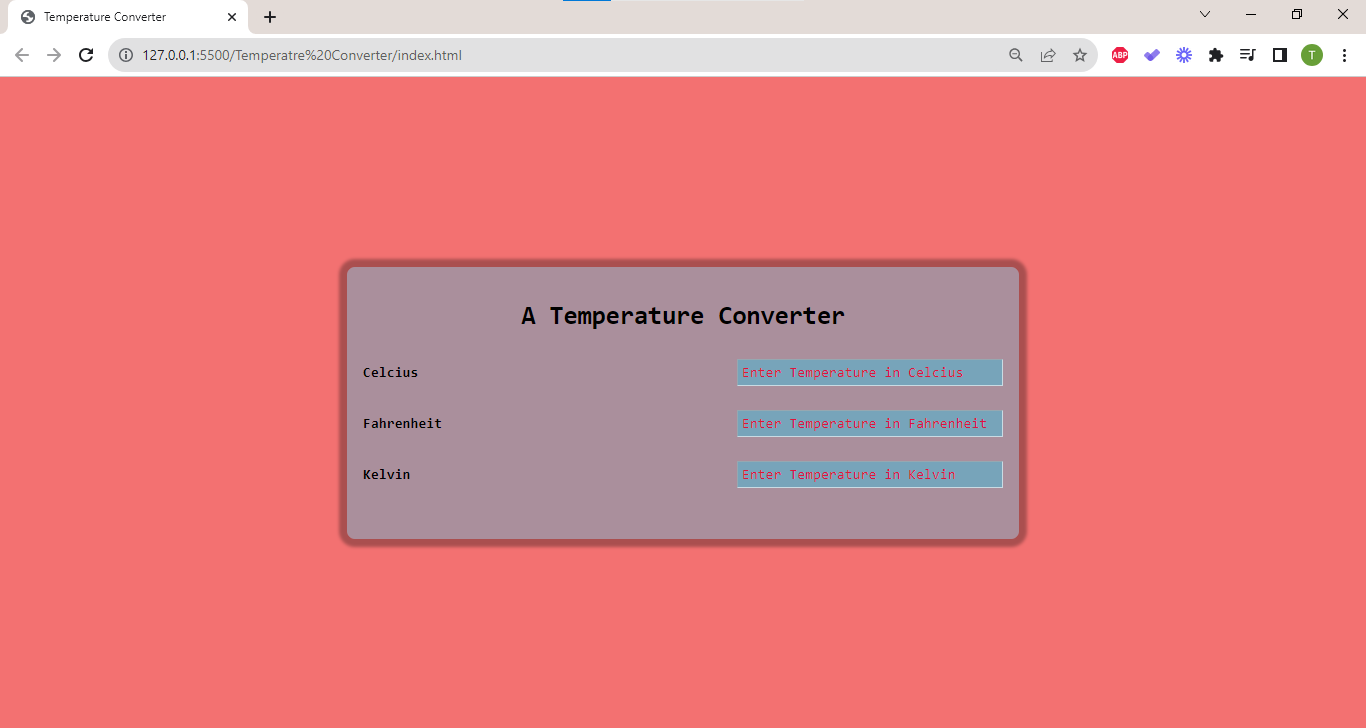 Temperature Converter
127.0.0.1:5500/Temperatre%20Converter/index.html
ABP
T
A Temperature Converter
Celcius
Enter Temperature in Celcius
Fahrenheit
Enter Temperature in Fahrenheit
Kelvin
Enter Temperature in Kelvin